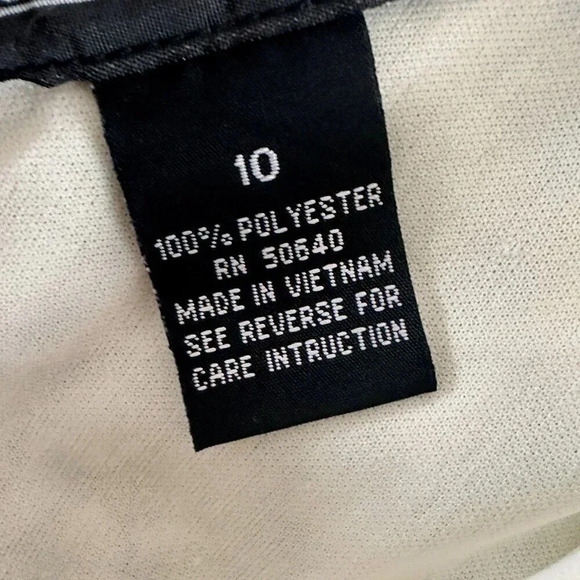 10
100% POLYESTER
RN 50640
MADE IN VIETNAM
SEE REVERSE FOR
CARE INTRUCTION